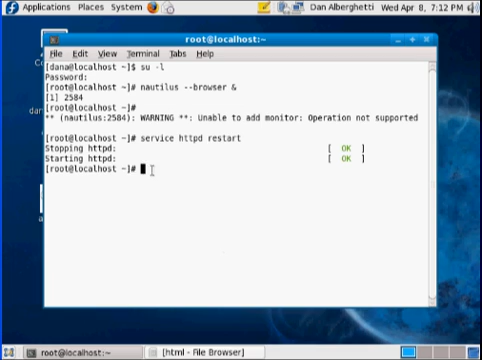 Applications Places System Dan Alberghetti Wed Apr 8, 7:12 PM
root@localhost:~
File Edit View Terminal Tabs Help
[dana@localhost ~]$ su -l
Password:
[root@localhost ~]# nautilus --browser &
[1] 2584
[root@localhost ~]#
** (nautilus:2584): WARNING **: Unable to add monitor: Operation not supported
[root@localhost ~]# service httpd restart
Stopping httpd: [ OK ]
Starting httpd: [ OK ]
[root@localhost ~]#
root@localhost:~ [html - File Browser]